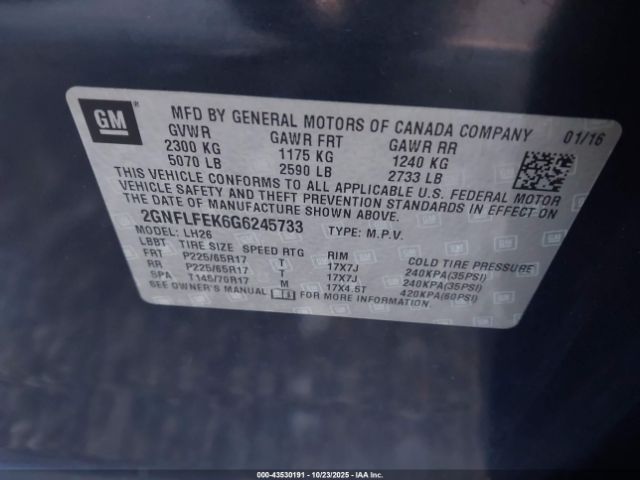 GM ®
MFD BY GENERAL MOTORS OF CANADA COMPANY 01/16
GVWR GAWR FRT GAWR RR
2300 KG 1175 KG 1240 KG
5070 LB 2590 LB 2733 LB
THIS VEHICLE CONFORMS TO ALL APPLICABLE U.S. FEDERAL MOTOR
VEHICLE SAFETY AND THEFT PREVENTION STANDARDS IN EFFECT ON
THE DATE OF MANUFACTURE SHOWN ABOVE.
2GNFLFEK6G6245733 TYPE: M.P.V.
MODEL: LH26
LBBT TIRE SIZE SPEED RTG RIM COLD TIRE PRESSURE
FRT P225/65R17 T 17X7J 240KPA(35PSI)
RR P225/65R17 T 17X7J 240KPA(35PSI)
SPA T145/70R17 M 17X4.5T 420KPA(60PSI)
SEE OWNER'S MANUAL FOR MORE INFORMATION.
000-43530191 - 10/23/2025 - IAAI.CA